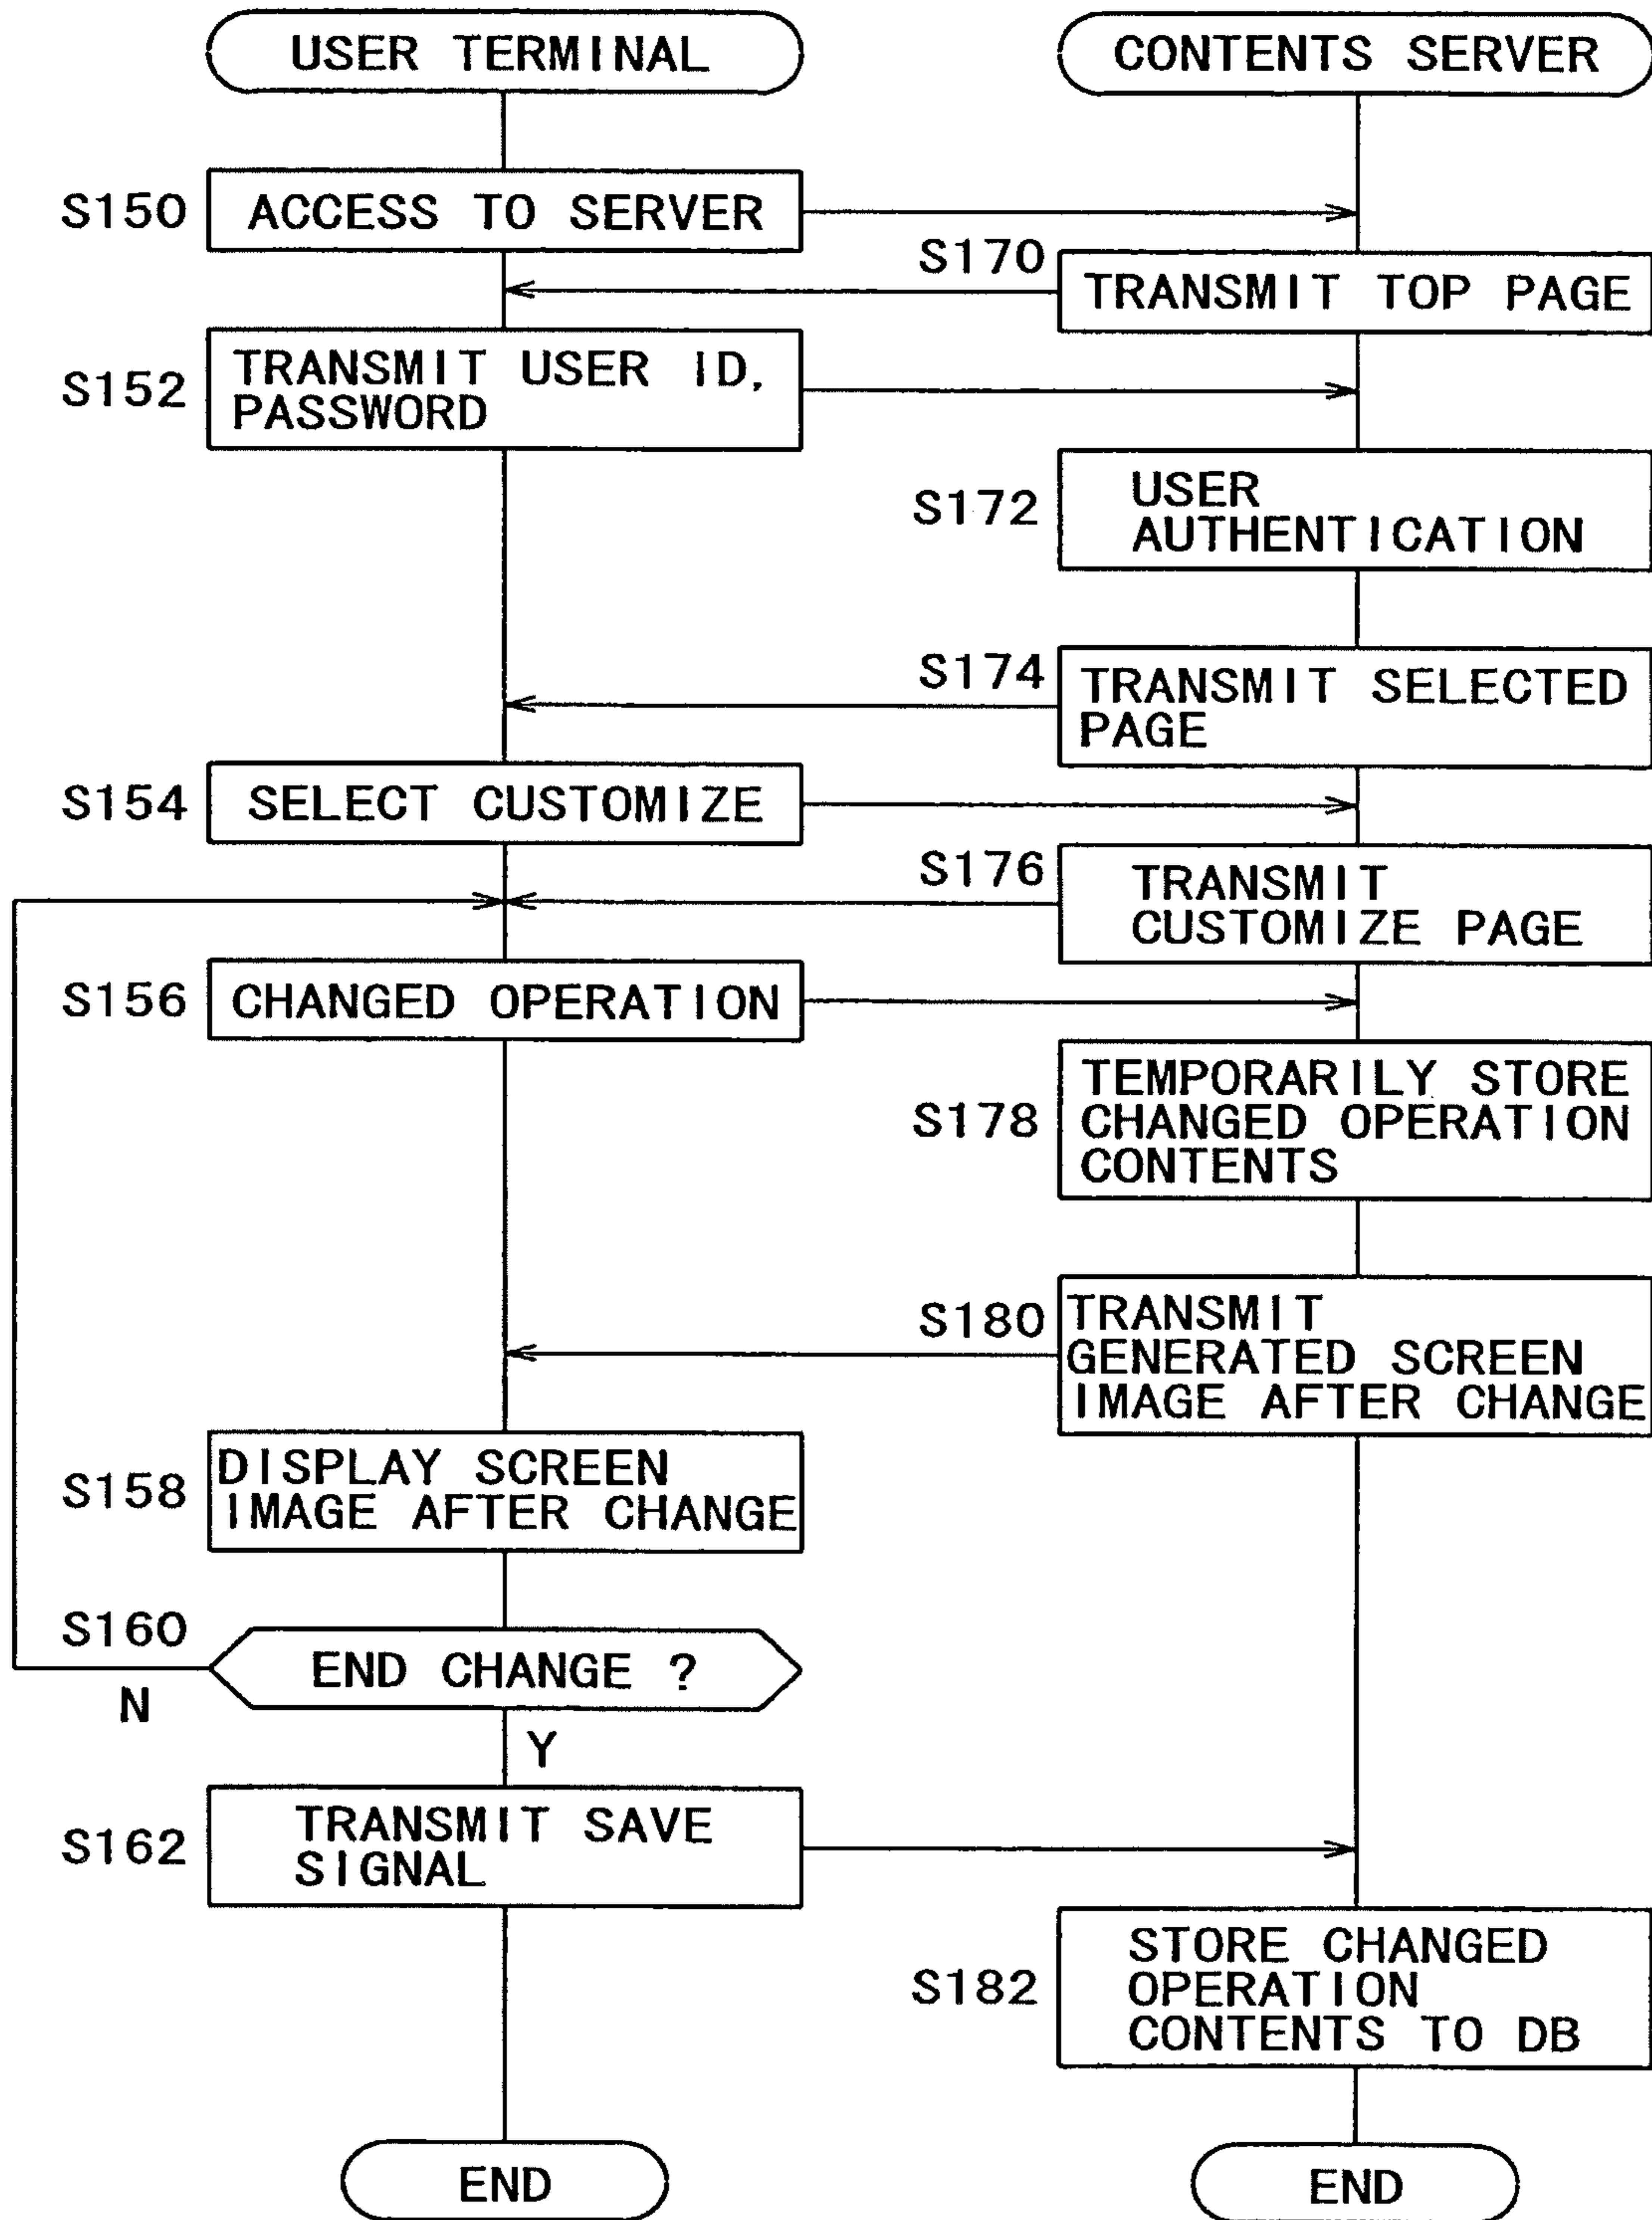 USER TERMINAL
CONTENTS SERVER
S150
ACCESS TO SERVER
S170
TRANSMIT TOP PAGE
S152
TRANSMIT USER ID,
PASSWORD
S172
USER
AUTHENTICATION
S174
TRANSMIT SELECTED
PAGE
S154
SELECT CUSTOMIZE
S176
TRANSMIT
CUSTOMIZE PAGE
S156
CHANGED OPERATION
S178
TEMPORARILY STORE
CHANGED OPERATION
CONTENTS
S180
TRANSMIT
GENERATED SCREEN
IMAGE AFTER CHANGE
S158
DISPLAY SCREEN
IMAGE AFTER CHANGE
S160
END CHANGE ?
N
Y
S162
TRANSMIT SAVE
SIGNAL
S182
STORE CHANGED
OPERATION
CONTENTS TO DB
END
END